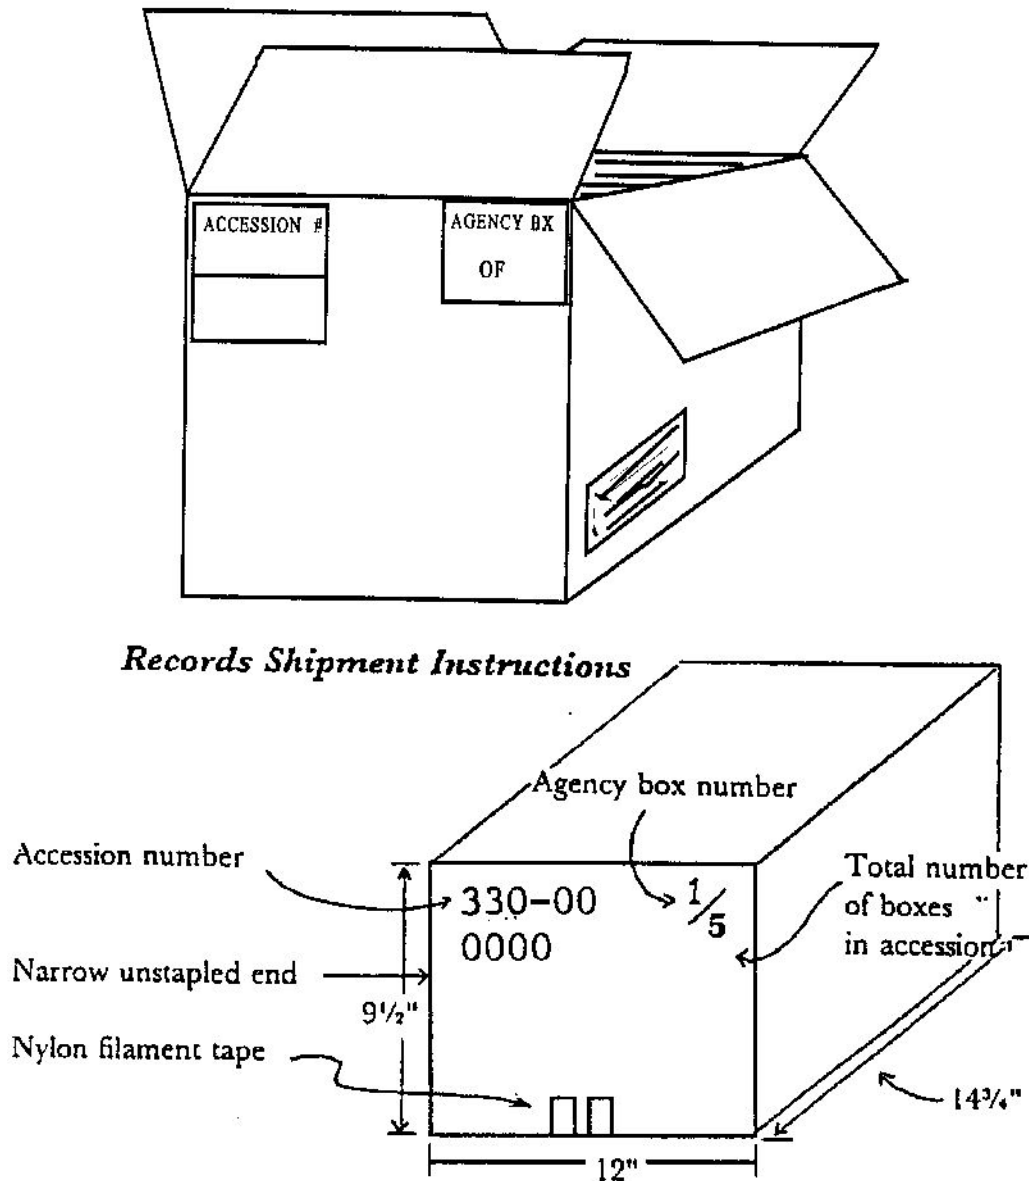 ACCESSION #
AGENCY BX
OF
Records Shipment Instructions
Agency box number
Accession number
330-00
0000
1/5
Total number
of boxes
in accession
Narrow unstapled end
9½"
Nylon filament tape
14¾"
12"